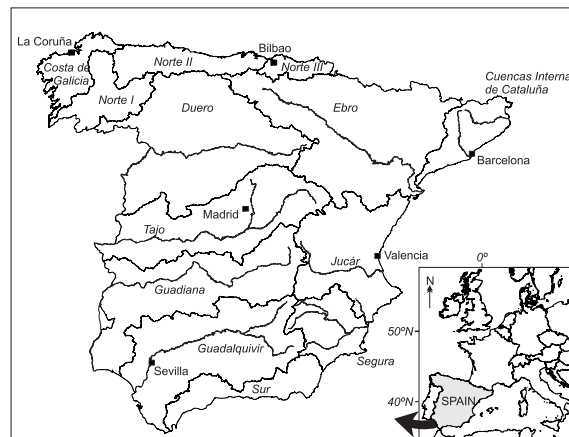 La Coruña
Bilbao
Costa de
Galicia
Norte II
Norte III
Cuencas Interna
de Cataluña
Norte I
Duero
Ebro
Barcelona
Madrid
Tajo
Jucár
Valencia
0º
N
Guadiana
50ºN
Guadalquivir
Segura
Sevilla
Sur
40ºN
SPAIN